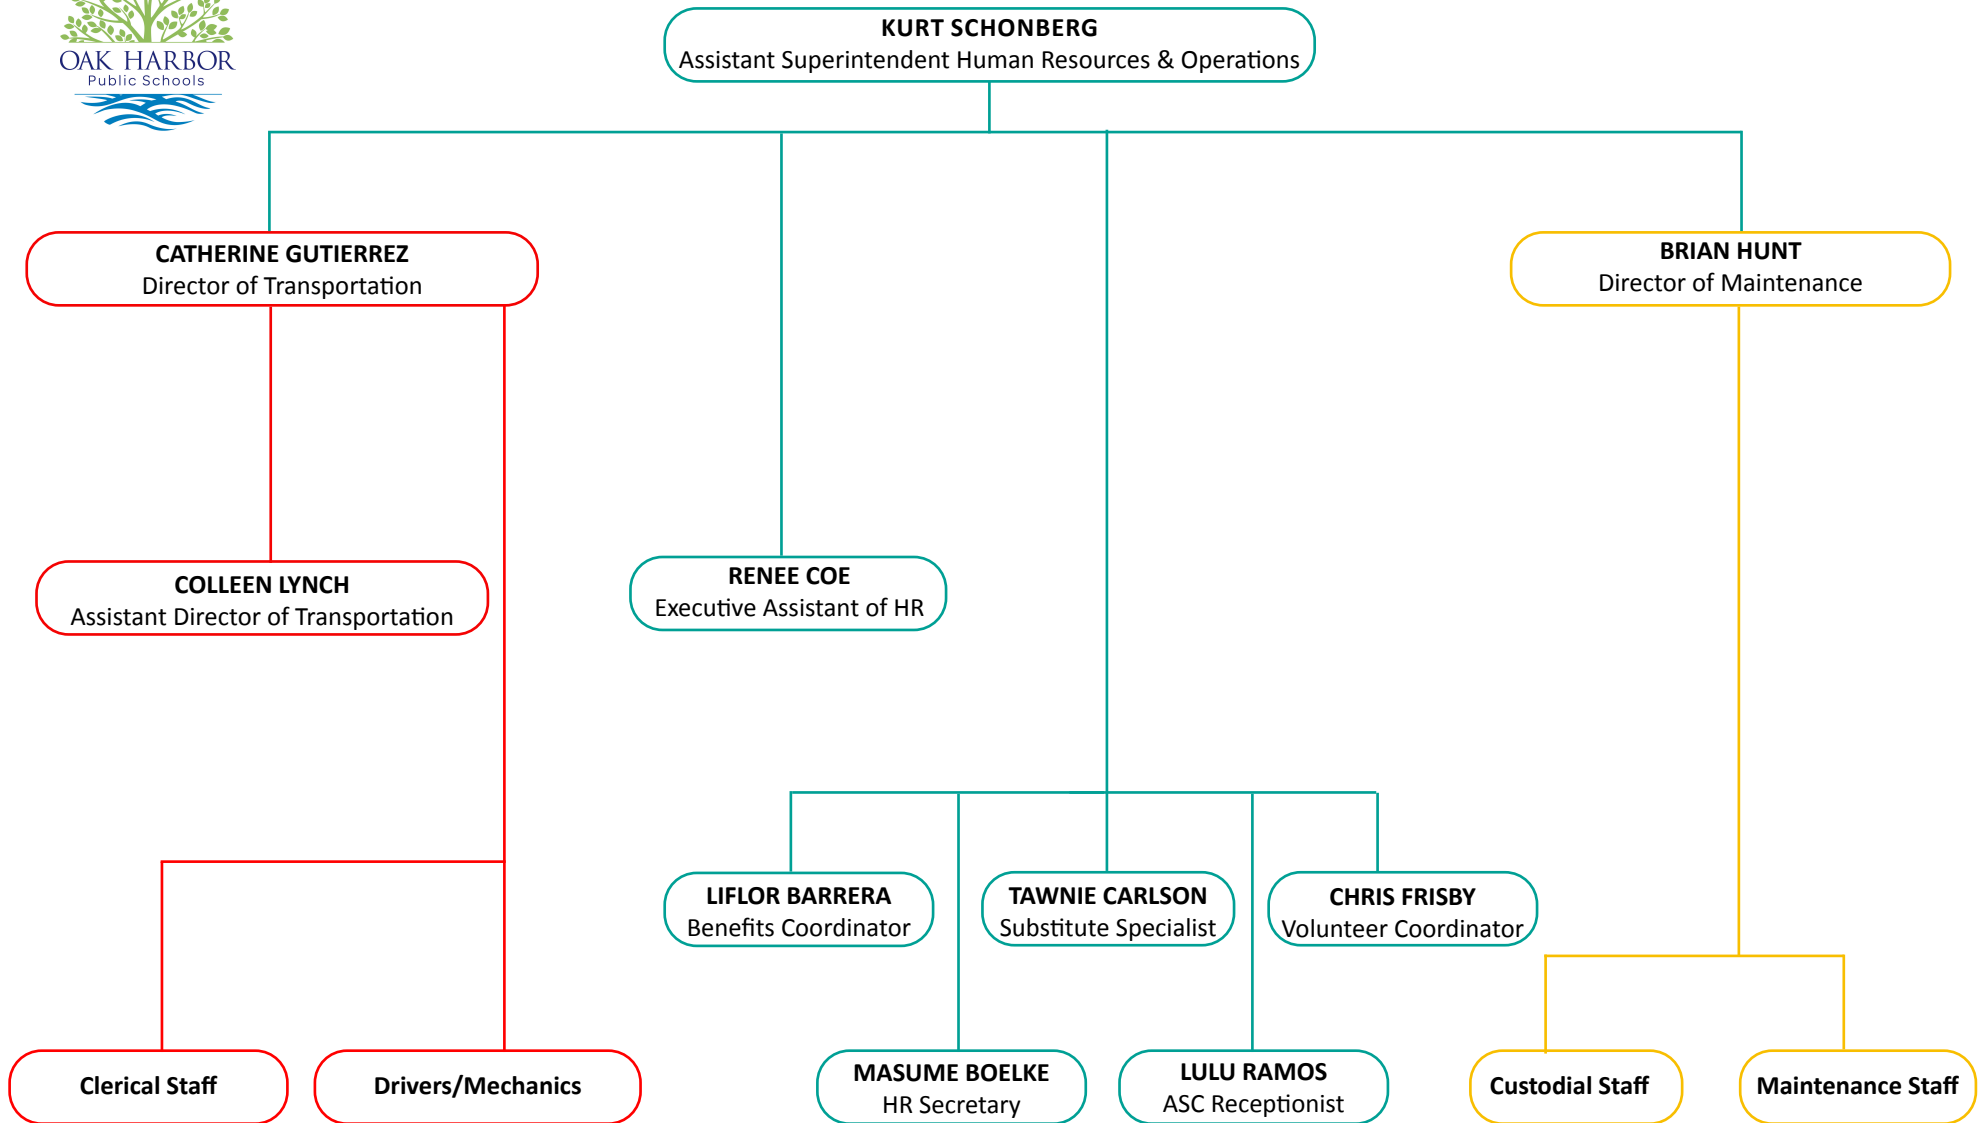 OAK HARBOR
Public Schools
KURT SCHONBERG
Assistant Superintendent Human Resources & Operations
CATHERINE GUTIERREZ
Director of Transportation
BRIAN HUNT
Director of Maintenance
COLLEEN LYNCH
Assistant Director of Transportation
RENEE COE
Executive Assistant of HR
LIFLOR BARRERA
Benefits Coordinator
TAWNIE CARLSON
Substitute Specialist
CHRIS FRISBY
Volunteer Coordinator
Clerical Staff
Drivers/Mechanics
MASUME BOELKE
HR Secretary
LULU RAMOS
ASC Receptionist
Custodial Staff
Maintenance Staff